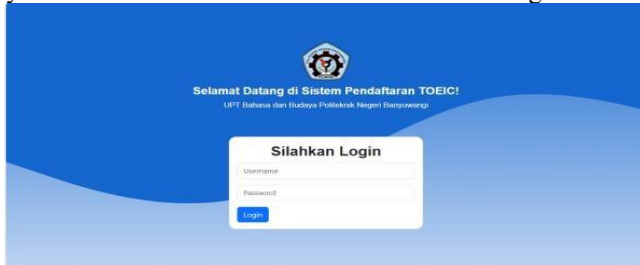 Selamat Datang di Sistem Pendaftaran TOEIC!
UPT Bahasa dan Budaya Politeknik Negeri Banyuwangi
Silahkan Login
Username
Password
Login